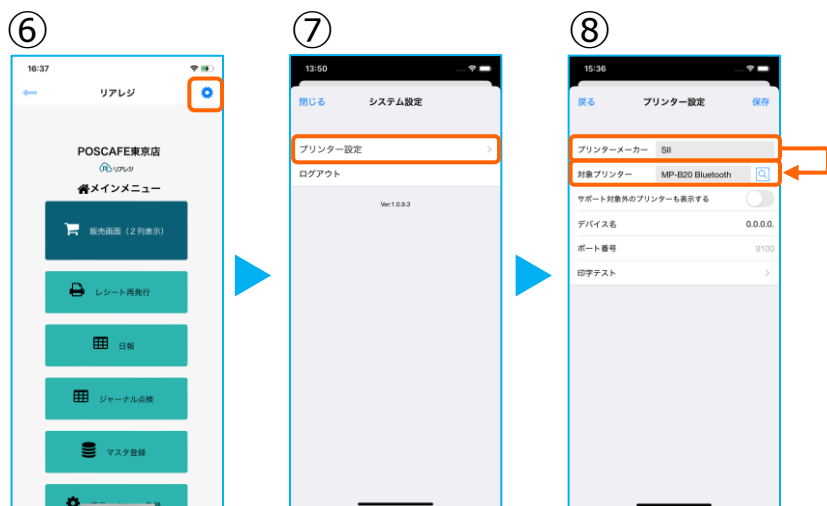 ⑥
16:37
リアレジ
POSCAFE東京店
リアレジ
メインメニュー
販売画面（２列表示）
レシート再発行
日報
ジャーナル点検
マスタ登録
⑦
13:50
閉じる システム設定
プリンター設定
ログアウト
Ver:1.0.9.3
⑧
15:36
戻る プリンター設定 保存
プリンターメーカー SII
対象プリンター MP-B20 Bluetooth
サポート対象外のプリンターも表示する
デバイス名 0.0.0.0.
ポート番号 9100
印字テスト